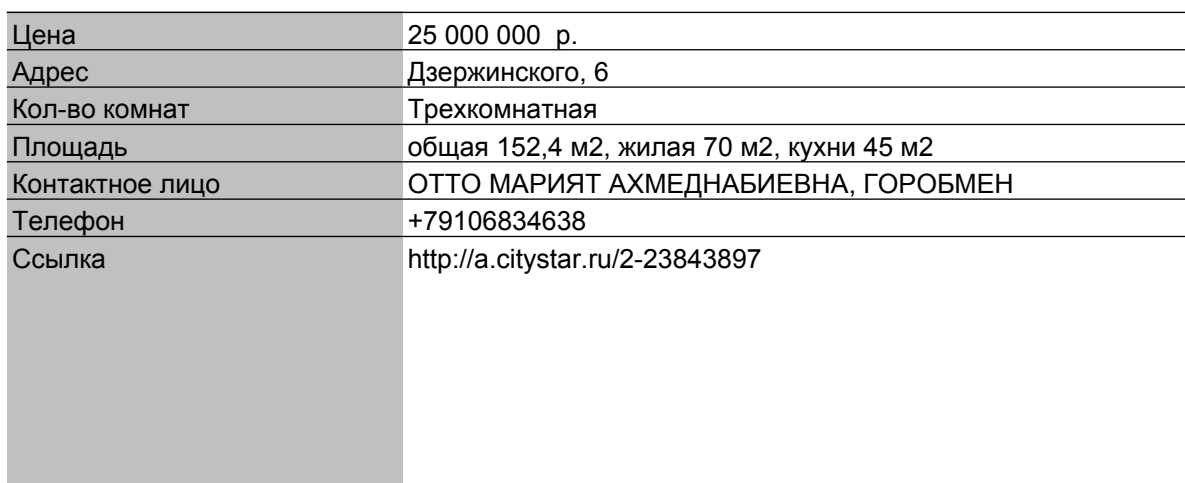 Цена 25 000 000 р.
Адрес Дзержинского, 6
Кол-во комнат Трехкомнатная
Площадь общая 152,4 м2, жилая 70 м2, кухни 45 м2
Контактное лицо ОТТО МАРИЯТ АХМЕДНАБИЕВНА, ГОРОБМЕН
Телефон +79106834638
Ссылка http://a.citystar.ru/2-23843897